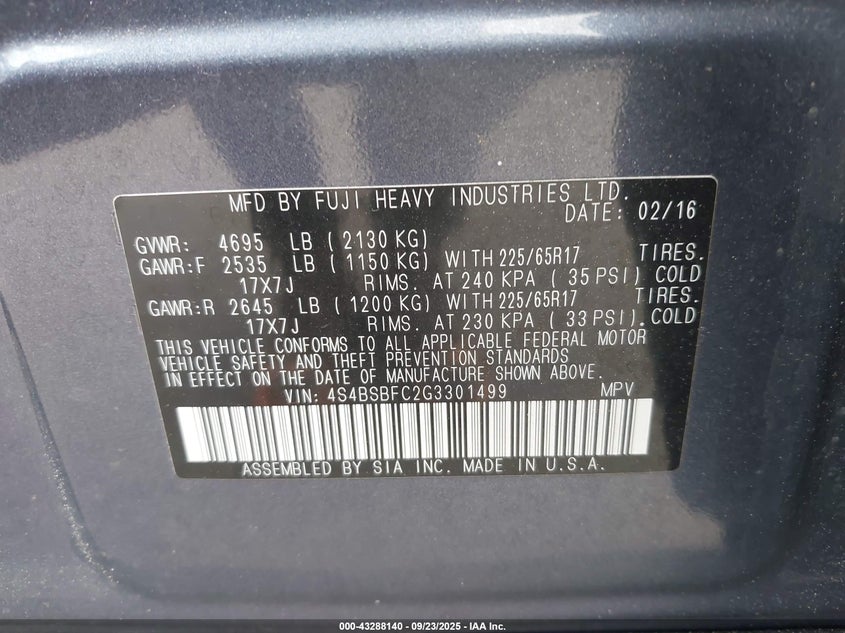 MFD BY FUJI HEAVY INDUSTRIES LTD.
DATE: 02/16
GVWR: 4695 LB ( 2130 KG)
GAWR:F 2535 LB ( 1150 KG) WITH 225/65R17 TIRES.
17X7J RIMS. AT 240 KPA ( 35 PSI) COLD
GAWR:R 2645 LB ( 1200 KG) WITH 225/65R17 TIRES.
17X7J RIMS. AT 230 KPA ( 33 PSI). COLD
THIS VEHICLE CONFORMS TO ALL APPLICABLE FEDERAL MOTOR
VEHICLE SAFETY AND THEFT PREVENTION STANDARDS
IN EFFECT ON THE DATE OF MANUFACTURE SHOWN ABOVE.
VIN: 4S4BSBFC2G3301499 MPV
ASSEMBLED BY SIA INC. MADE IN U.S.A.
000-43288140 - 09/23/2025 - IAA Inc.